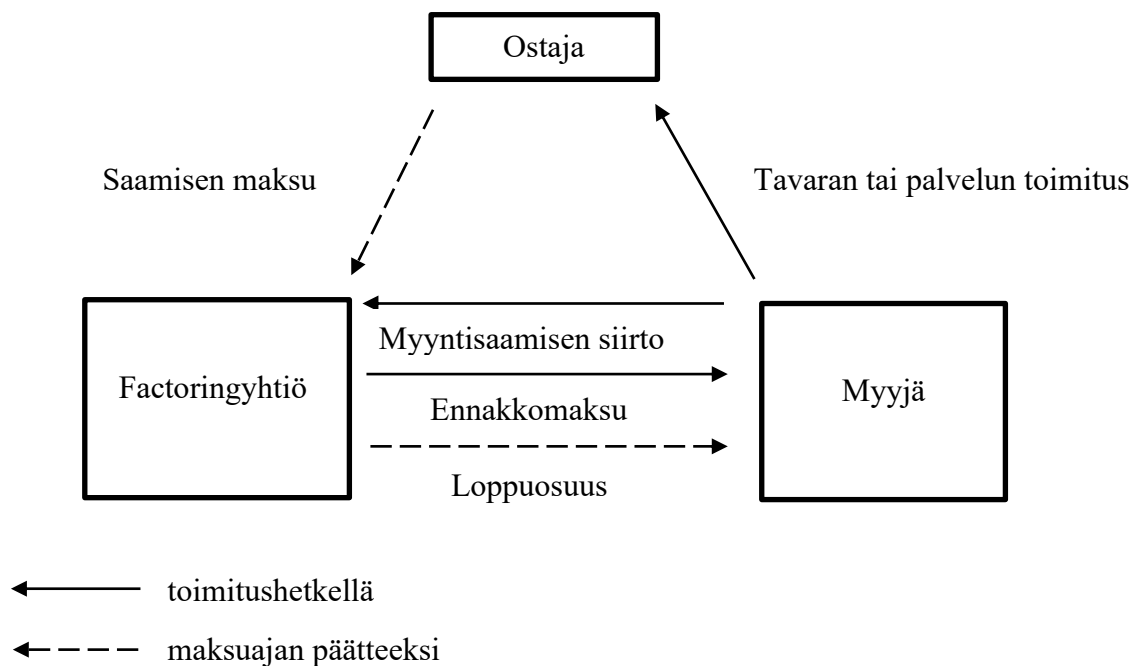 Ostaja
Saamisen maksu
Tavaran tai palvelun toimitus
Factoringyhtiö
Myyntisaamisen siirto
Ennakkomaksu
Loppuosuus
Myyjä
toimitushetkellä
maksuajan päätteeksi